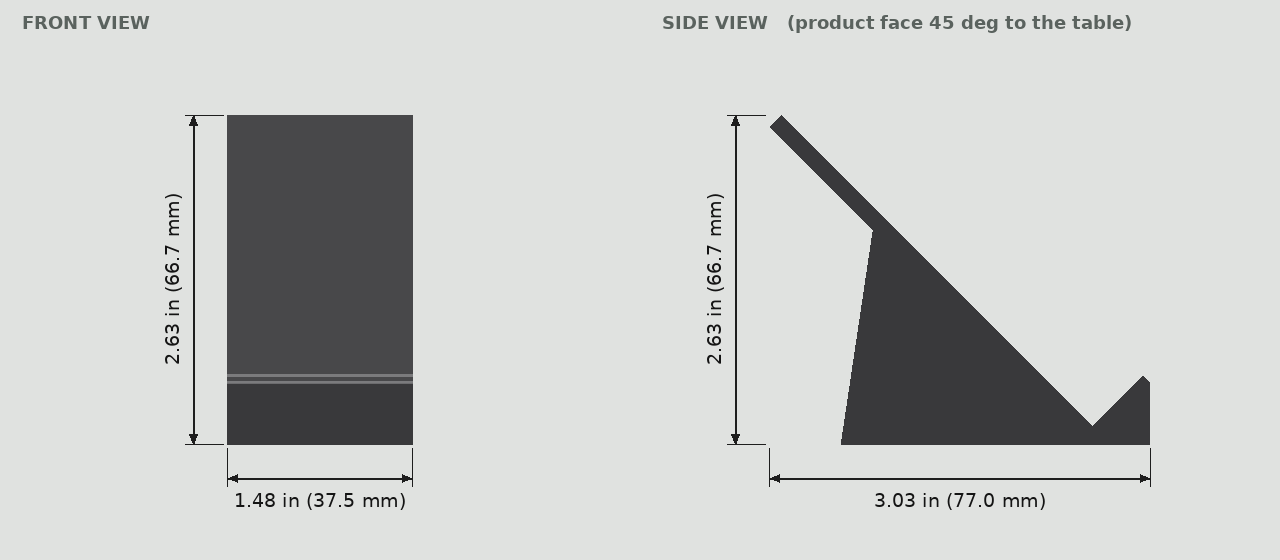 FRONT VIEW
SIDE VIEW (product face 45 deg to the table)
2.63 in (66.7 mm)
2.63 in (66.7 mm)
1.48 in (37.5 mm)
3.03 in (77.0 mm)